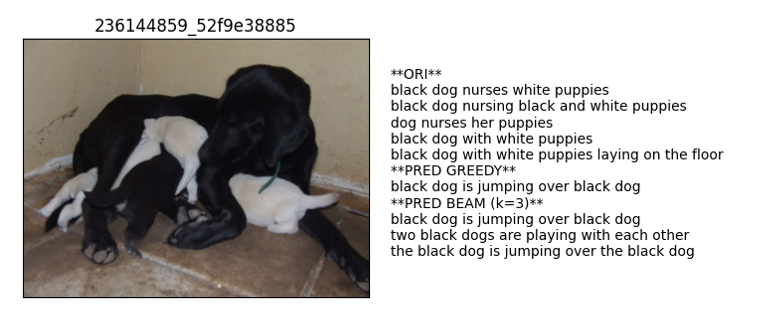 236144859_52f9e38885
**ORI**
black dog nurses white puppies
black dog nursing black and white puppies
dog nurses her puppies
black dog with white puppies
black dog with white puppies laying on the floor
**PRED GREEDY**
black dog is jumping over black dog
**PRED BEAM (k=3)**
black dog is jumping over black dog
two black dogs are playing with each other
the black dog is jumping over the black dog